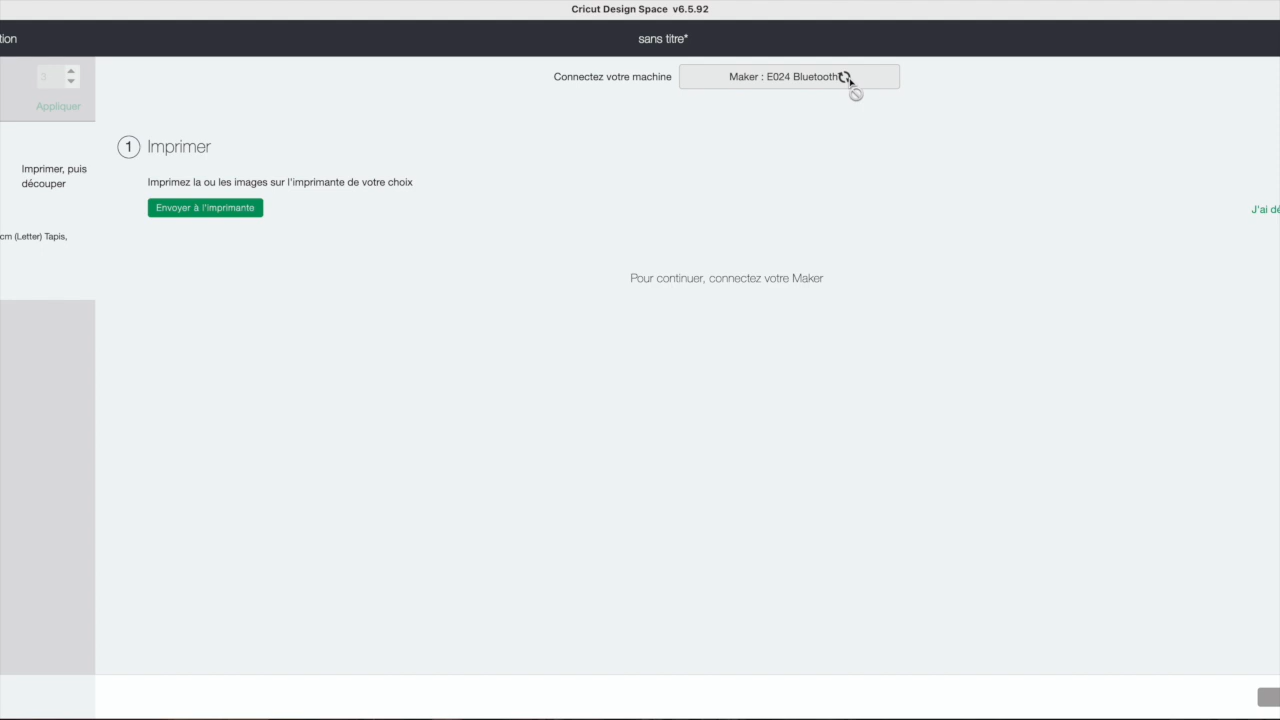 Cricut Design Space v6.5.92
tion
sans titre*
3
Connectez votre machine
Maker : E024 Bluetooth
Appliquer
1 Imprimer
Imprimer, puis
découper
Imprimez la ou les images sur l'imprimante de votre choix
Envoyer à l'imprimante
J'ai dé
cm (Letter) Tapis,
Pour continuer, connectez votre Maker